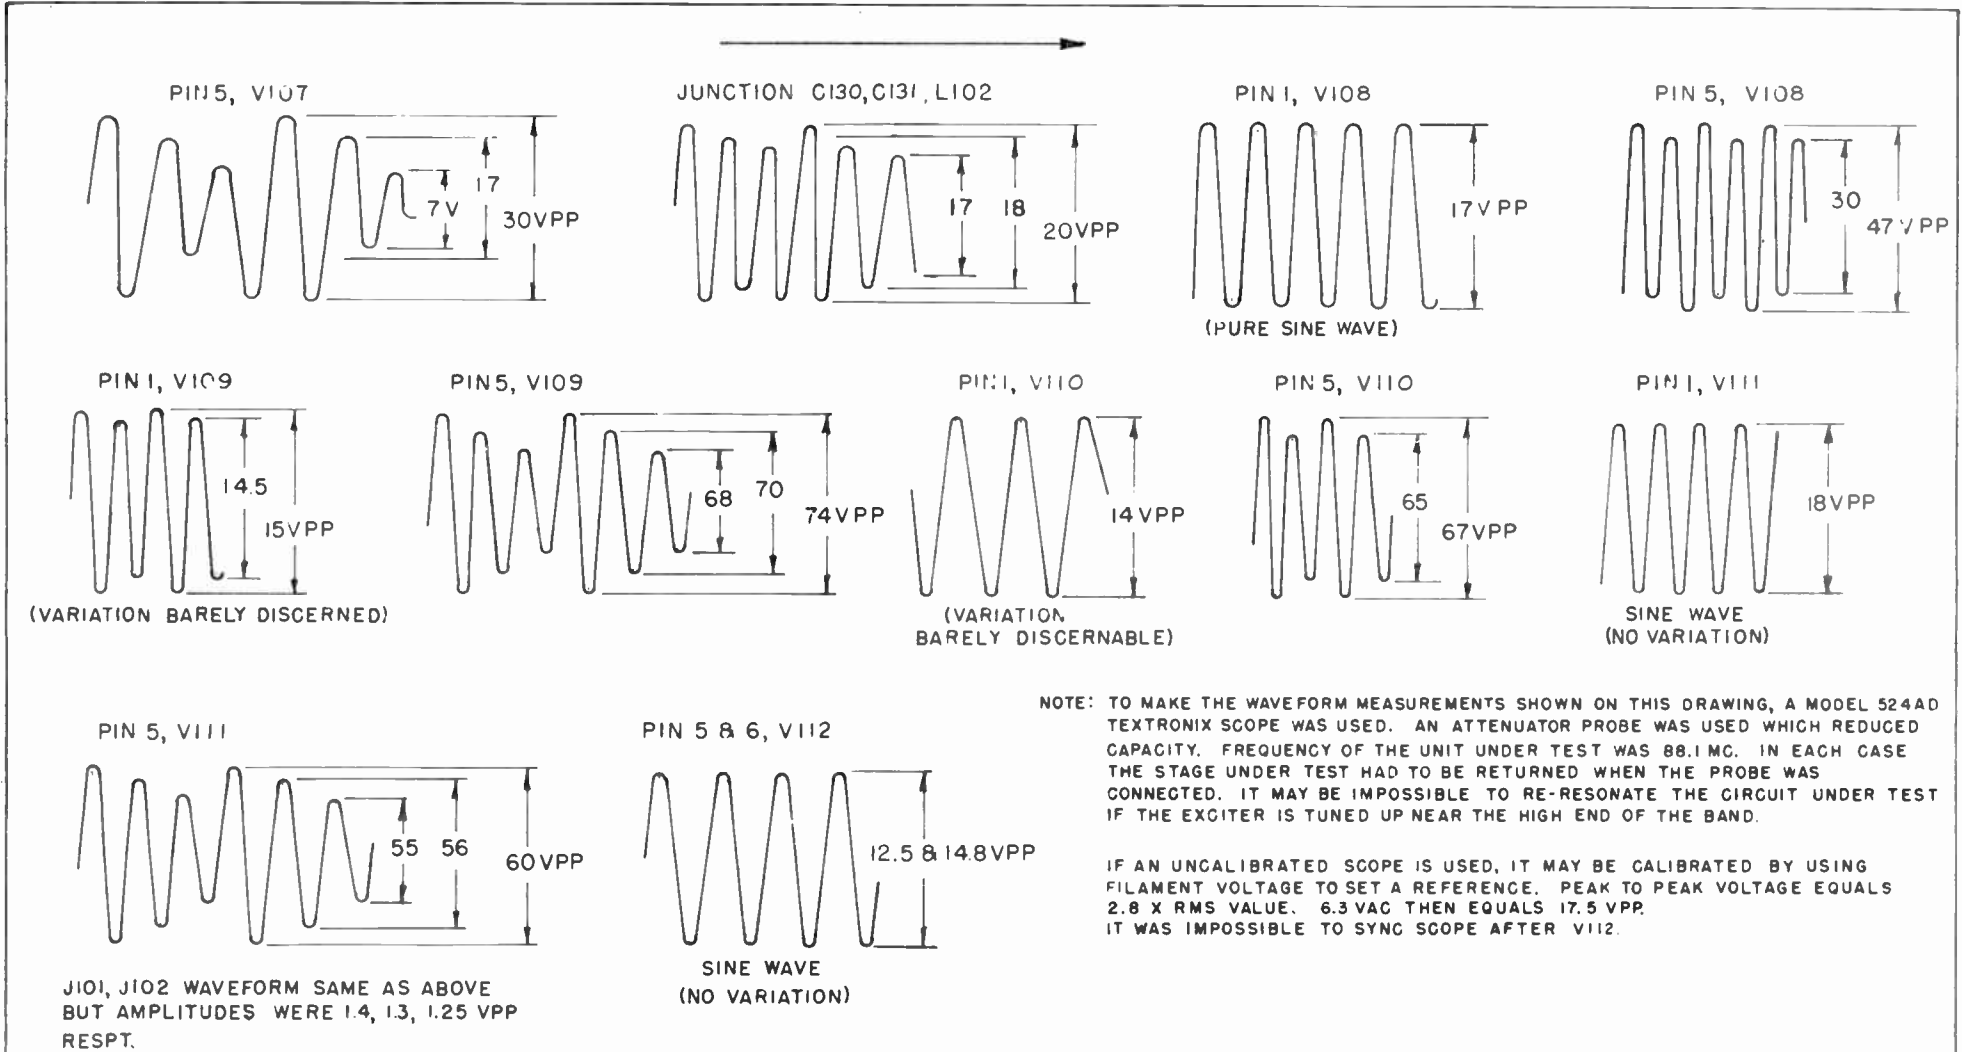 PIN 5, V107
7V
17
30VPP
JUNCTION C130, C131, L102
17
18
20VPP
PIN 1, V108
17VPP
(PURE SINE WAVE)
PIN 5, V108
30
47VPP
PIN 1, V109
14.5
15VPP
(VARIATION BARELY DISCERNED)
PIN 5, V109
68
70
74VPP
PIN 1, V110
14VPP
(VARIATION
BARELY DISCERNABLE)
PIN 5, V110
65
67VPP
PIN 1, V111
18VPP
SINE WAVE
(NO VARIATION)
PIN 5, V111
55
56
60VPP
J101, J102 WAVEFORM SAME AS ABOVE
BUT AMPLITUDES WERE 1.4, 1.3, 1.25 VPP
RESPT.
PIN 5 & 6, V112
12.5 & 14.8VPP
SINE WAVE
(NO VARIATION)
NOTE: TO MAKE THE WAVEFORM MEASUREMENTS SHOWN ON THIS DRAWING, A MODEL 524AD
TEXTRONIX SCOPE WAS USED. AN ATTENUATOR PROBE WAS USED WHICH REDUCED
CAPACITY. FREQUENCY OF THE UNIT UNDER TEST WAS 88.1 MC. IN EACH CASE
THE STAGE UNDER TEST HAD TO BE RETURNED WHEN THE PROBE WAS
CONNECTED. IT MAY BE IMPOSSIBLE TO RE-RESONATE THE CIRCUIT UNDER TEST
IF THE EXCITER IS TUNED UP NEAR THE HIGH END OF THE BAND.
IF AN UNCALIBRATED SCOPE IS USED, IT MAY BE CALIBRATED BY USING
FILAMENT VOLTAGE TO SET A REFERENCE. PEAK TO PEAK VOLTAGE EQUALS
2.8 X RMS VALUE. 6.3 VAC THEN EQUALS 17.5 VPP.
IT WAS IMPOSSIBLE TO SYNC SCOPE AFTER V112.